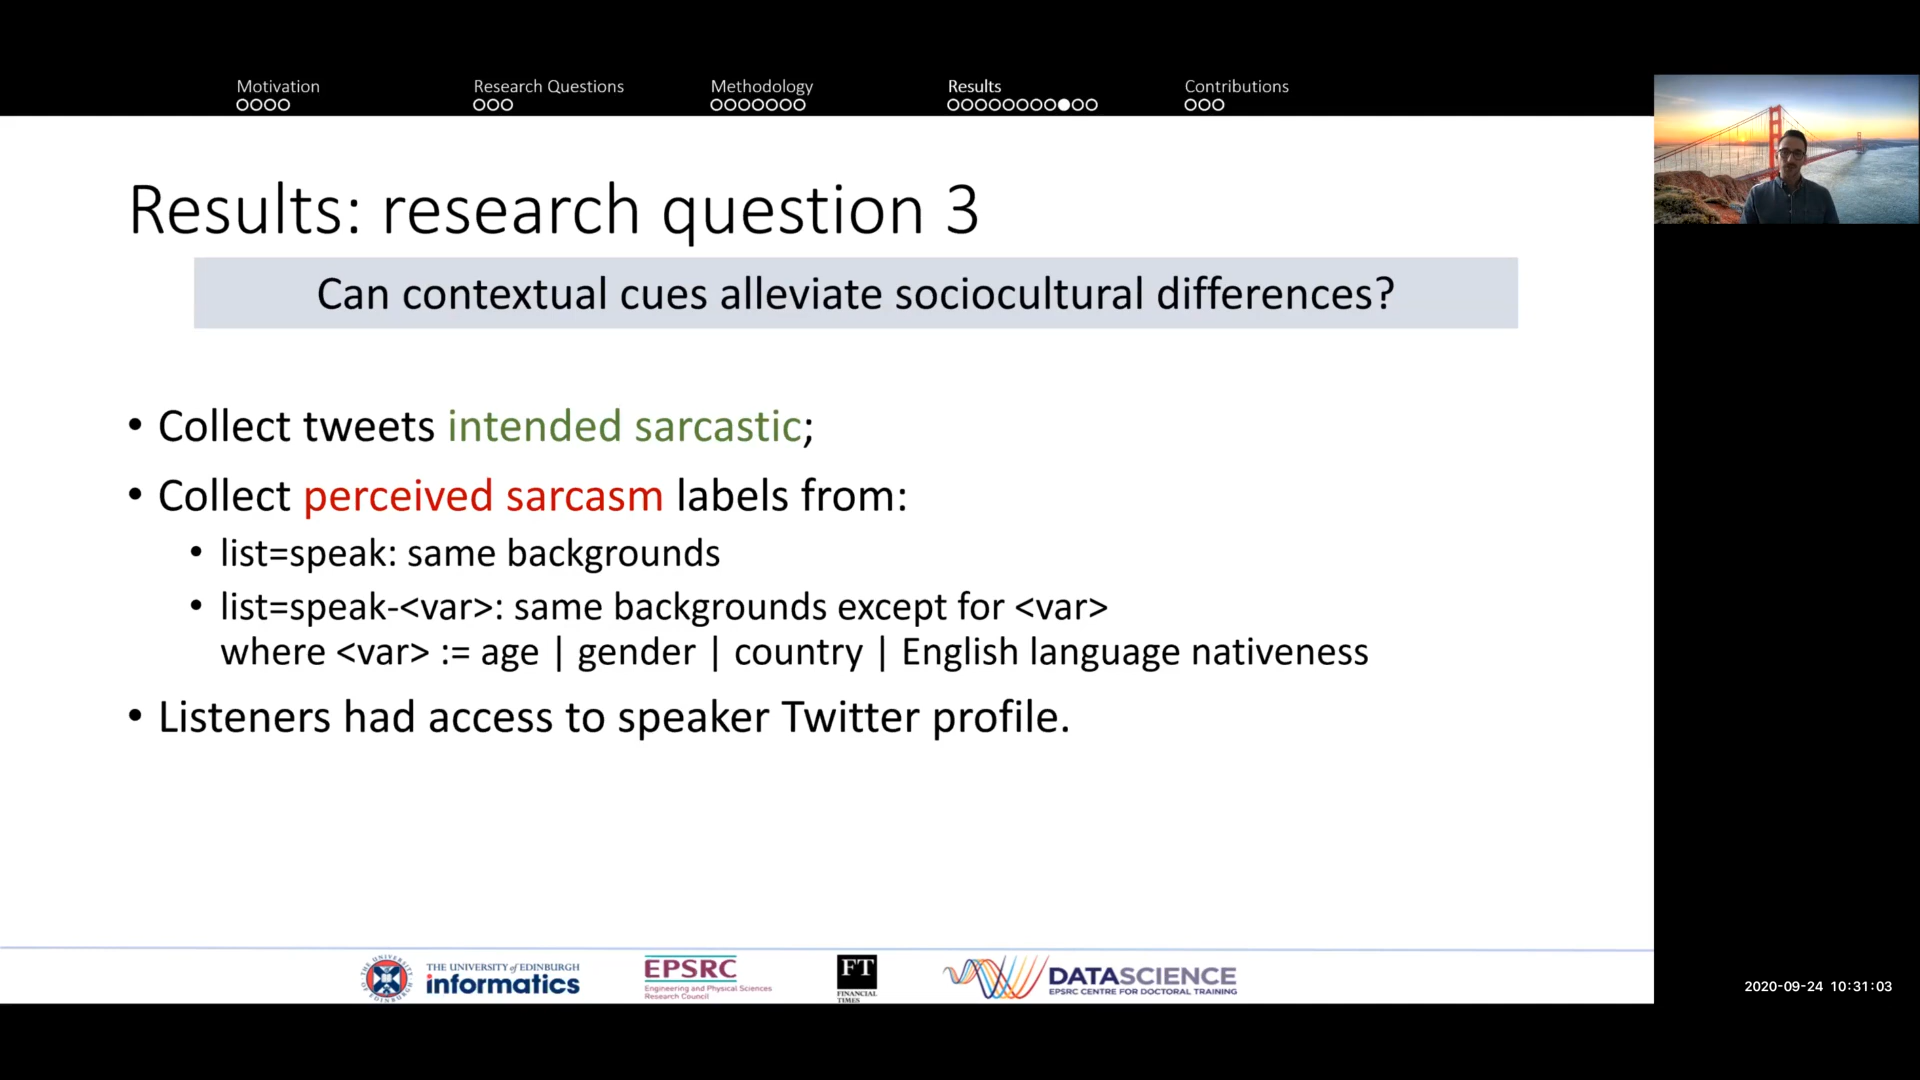 Motivation
Research Questions
Methodology
Results
Contributions
Results: research question 3
Can contextual cues alleviate sociocultural differences?
• Collect tweets intended sarcastic;
• Collect perceived sarcasm labels from:
• list=speak: same backgrounds
• list=speak-<var>: same backgrounds except for <var>
where <var> := age | gender | country | English language nativeness
• Listeners had access to speaker Twitter profile.
THE UNIVERSITY of EDINBURGH
informatics
EPSRC
Engineering and Physical Sciences
Research Council
FT
FINANCIAL
TIMES
DATASCIENCE
EPSRC CENTRE FOR DOCTORAL TRAINING
2020-09-24 10:31:03